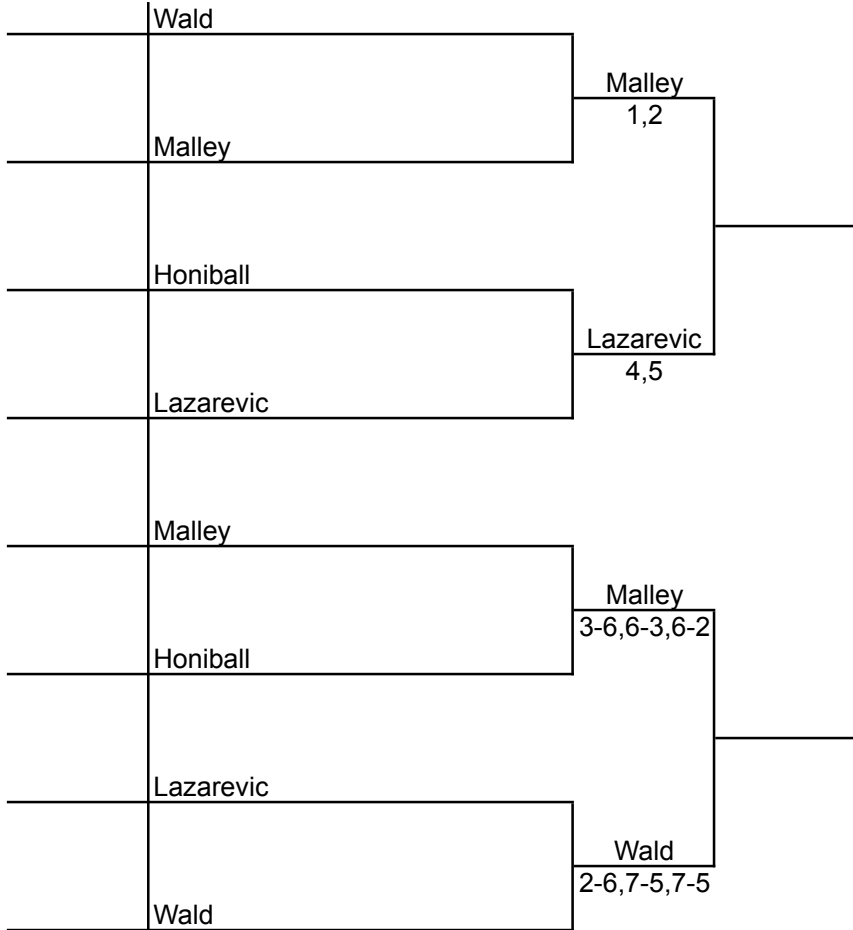 Wald
Malley
1,2
Malley
Honiball
Lazarevic
4,5
Lazarevic
Malley
Malley
3-6,6-3,6-2
Honiball
Lazarevic
Wald
2-6,7-5,7-5
Wald